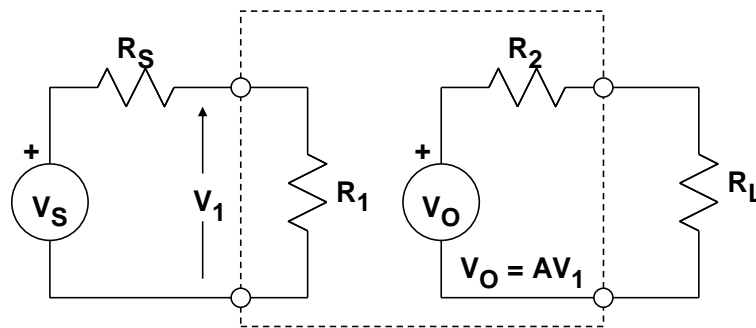 R_S
R_2
+
+
V_S
V_1
R_1
V_O
R_L
V_O = AV_1